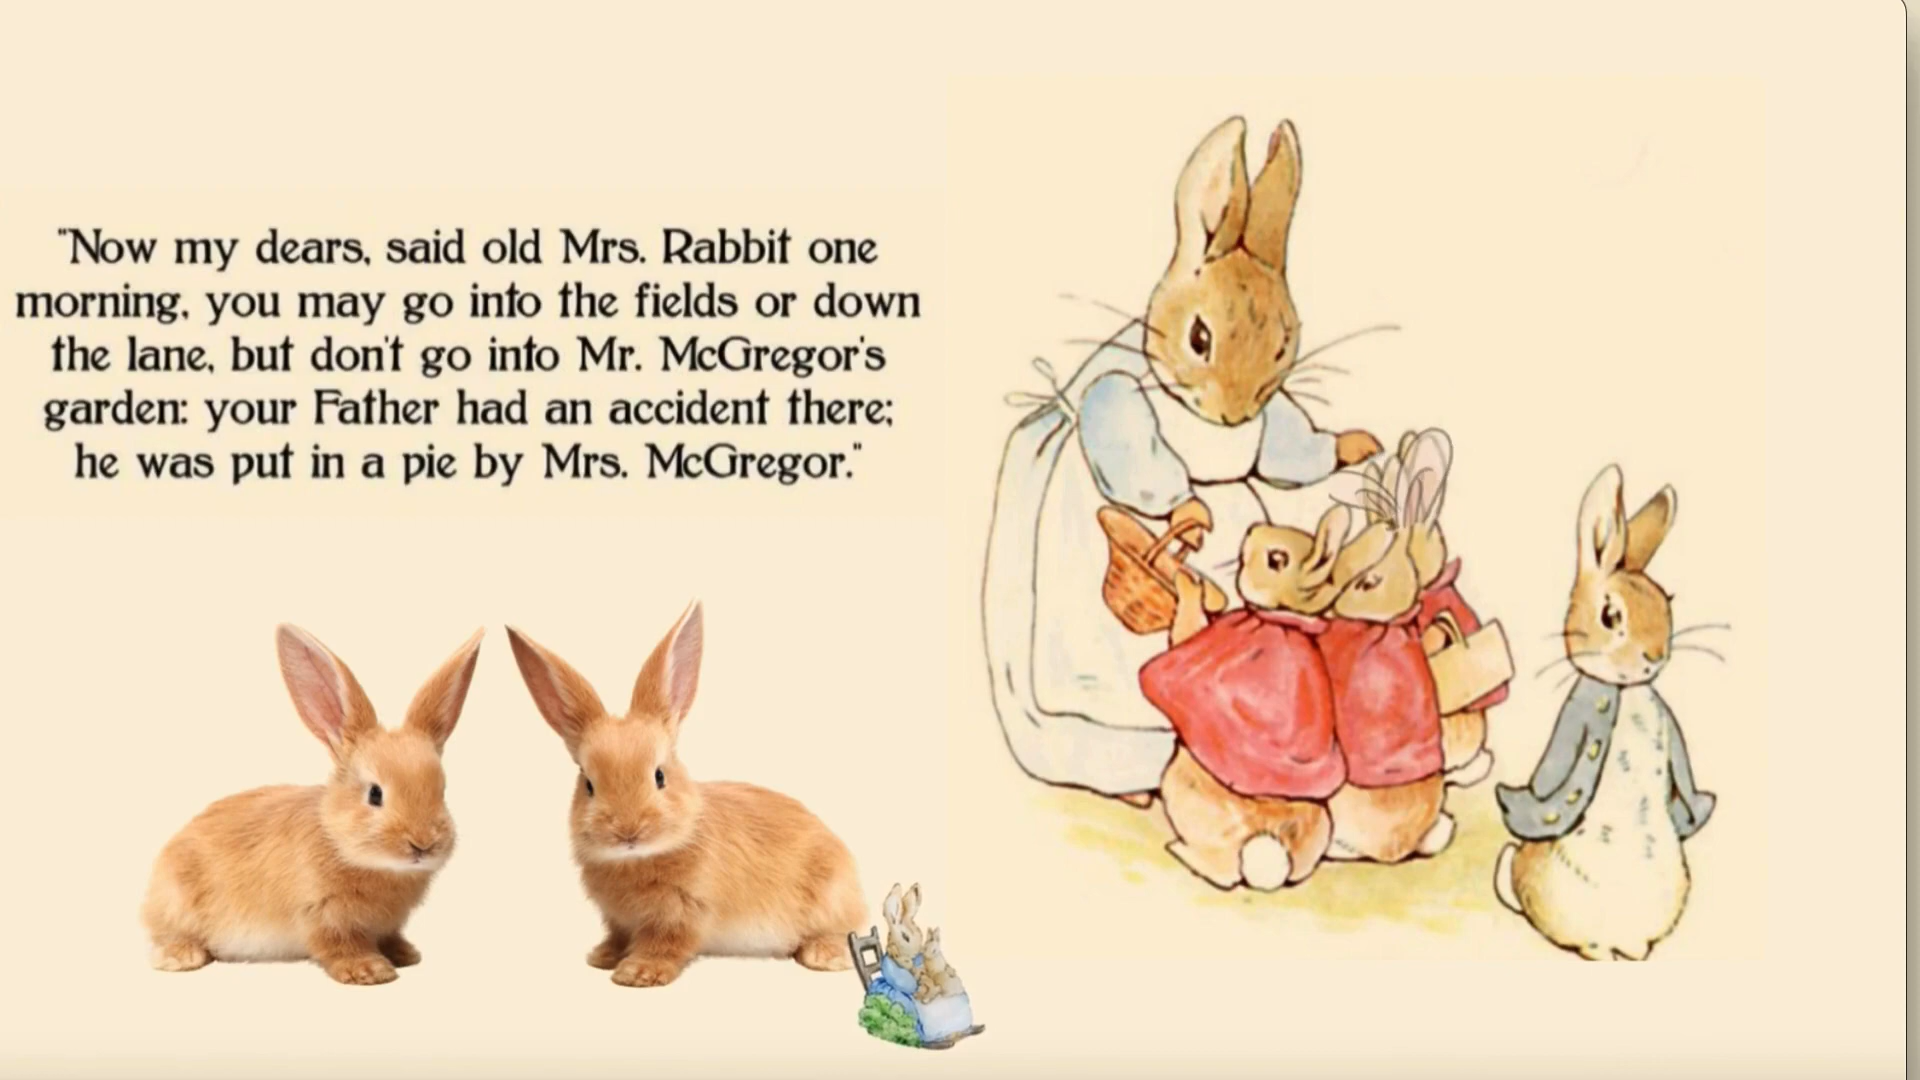 "Now my dears, said old Mrs. Rabbit one
morning, you may go into the fields or down
the lane, but don't go into Mr. McGregor's
garden: your Father had an accident there;
he was put in a pie by Mrs. McGregor."